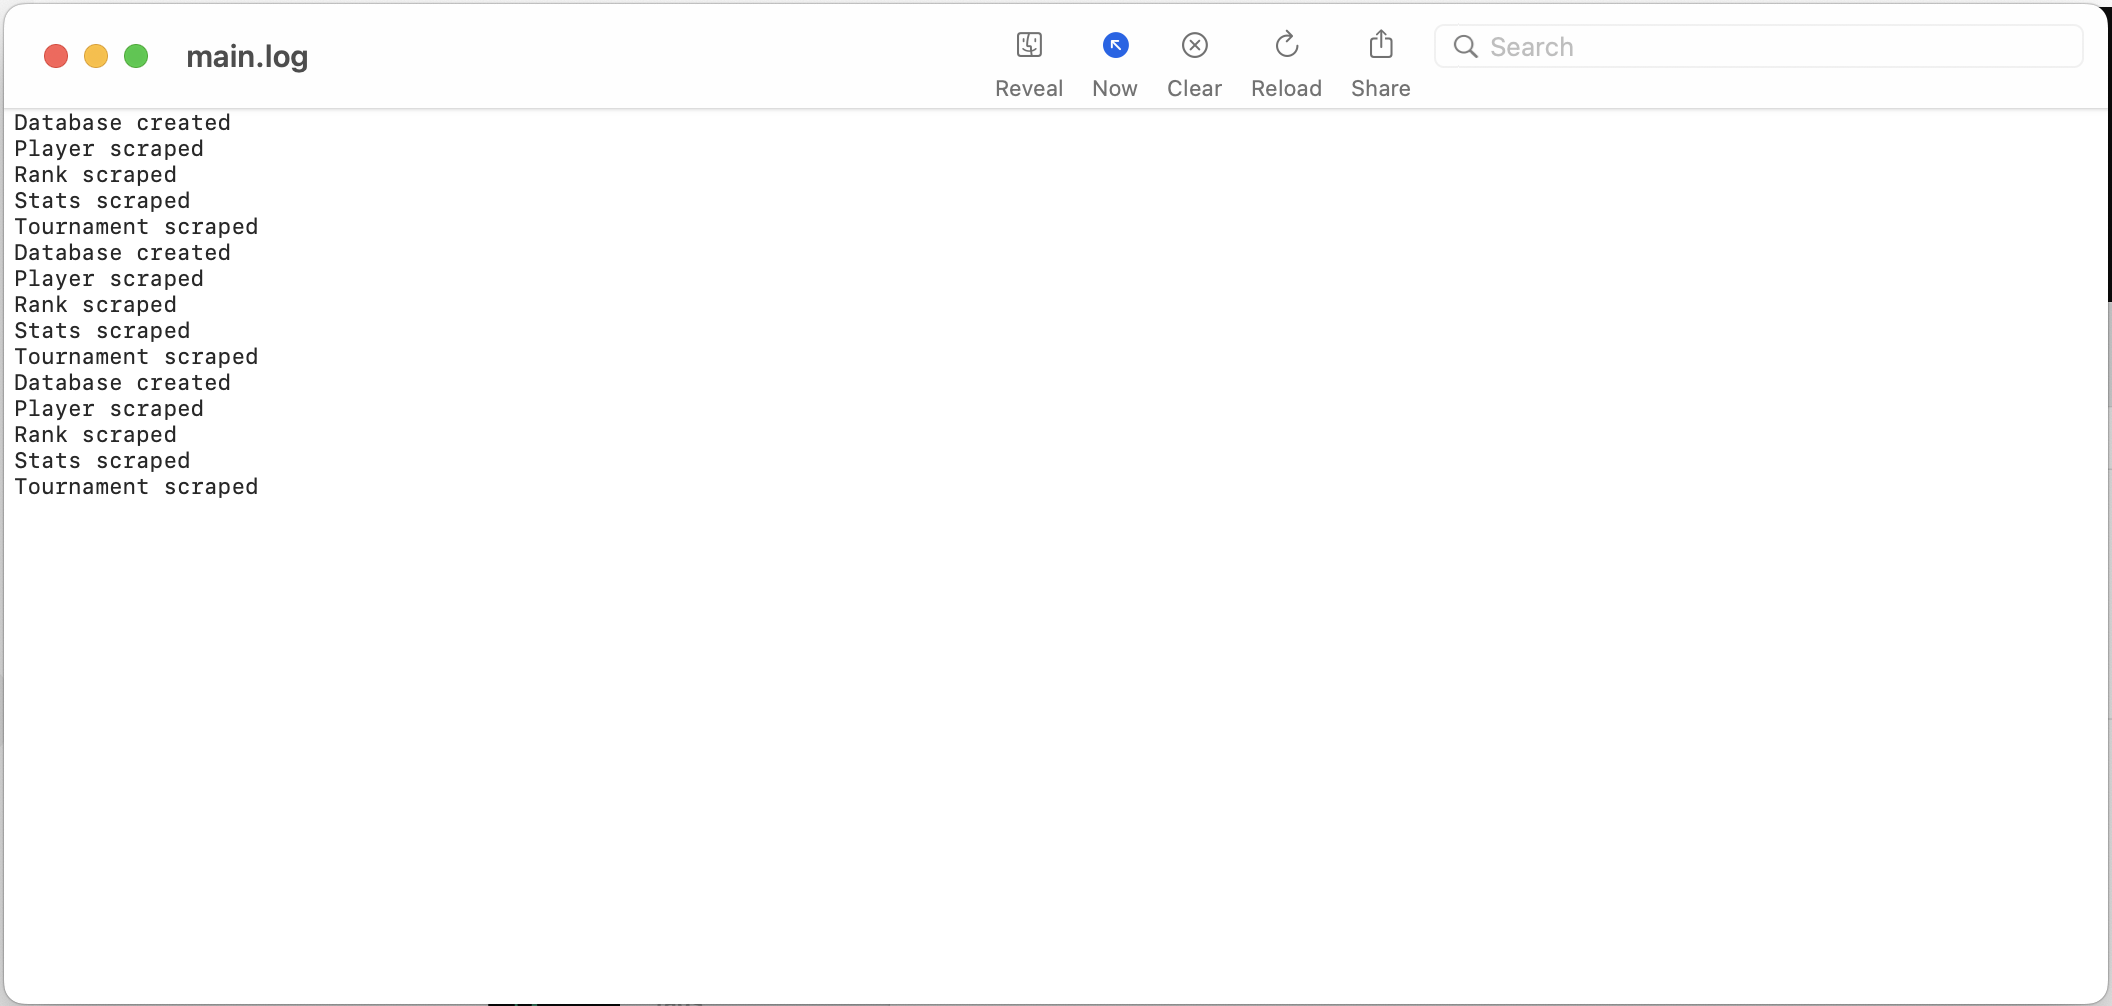 main.log
Reveal
Now
Clear
Reload
Share
Search
Database created
Player scraped
Rank scraped
Stats scraped
Tournament scraped
Database created
Player scraped
Rank scraped
Stats scraped
Tournament scraped
Database created
Player scraped
Rank scraped
Stats scraped
Tournament scraped